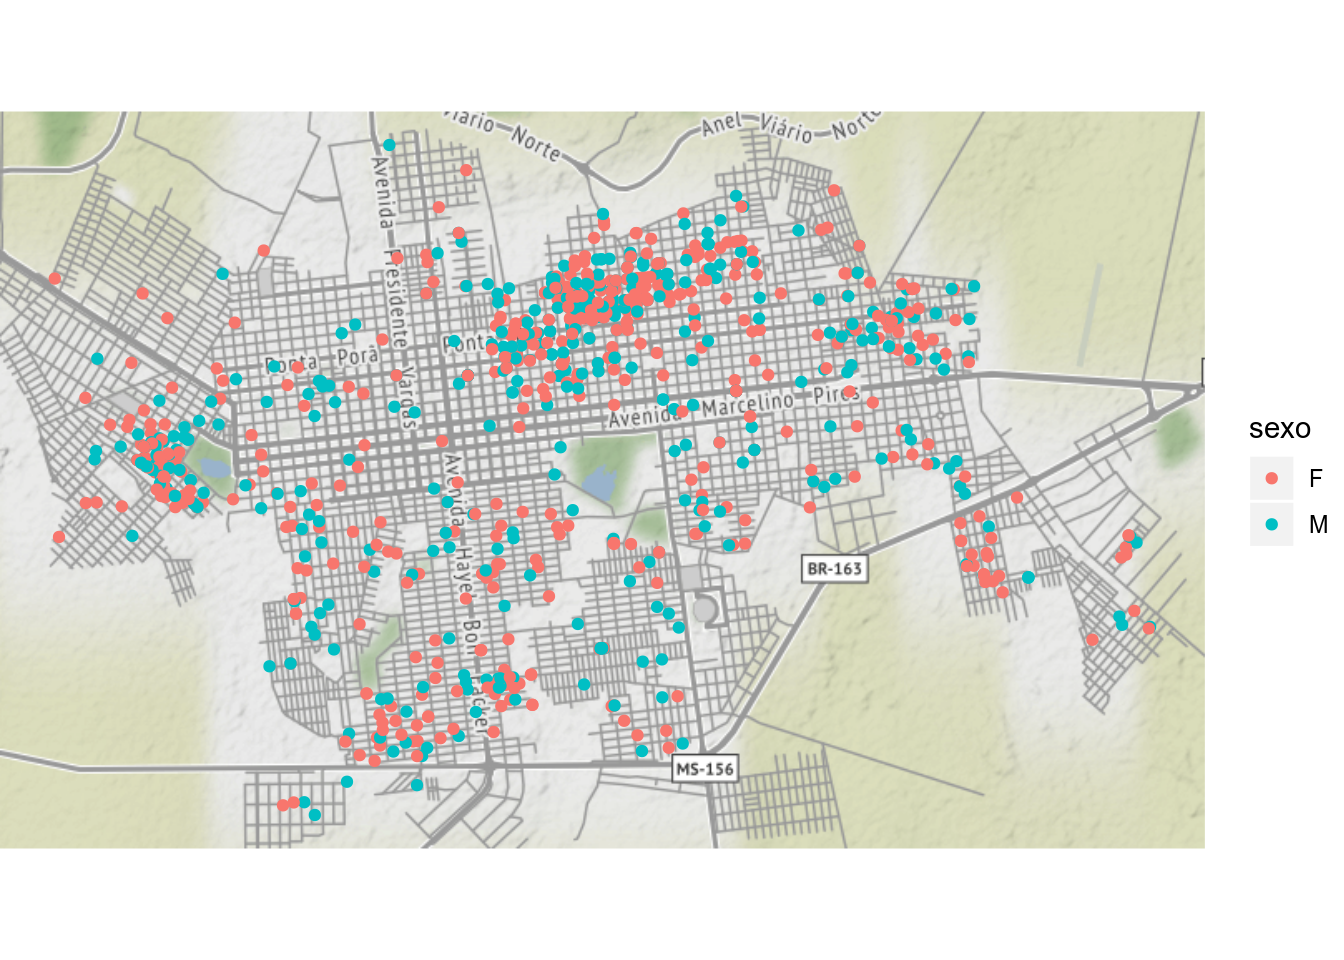 Viário Norte
Anel Viário Norte
Avenida Presidente Vargas
Ponta Porã
Ponta
Avenida Marcelino Pires
Avenida Hayel Bon Faker
BR-163
MS-156
sexo
F
M